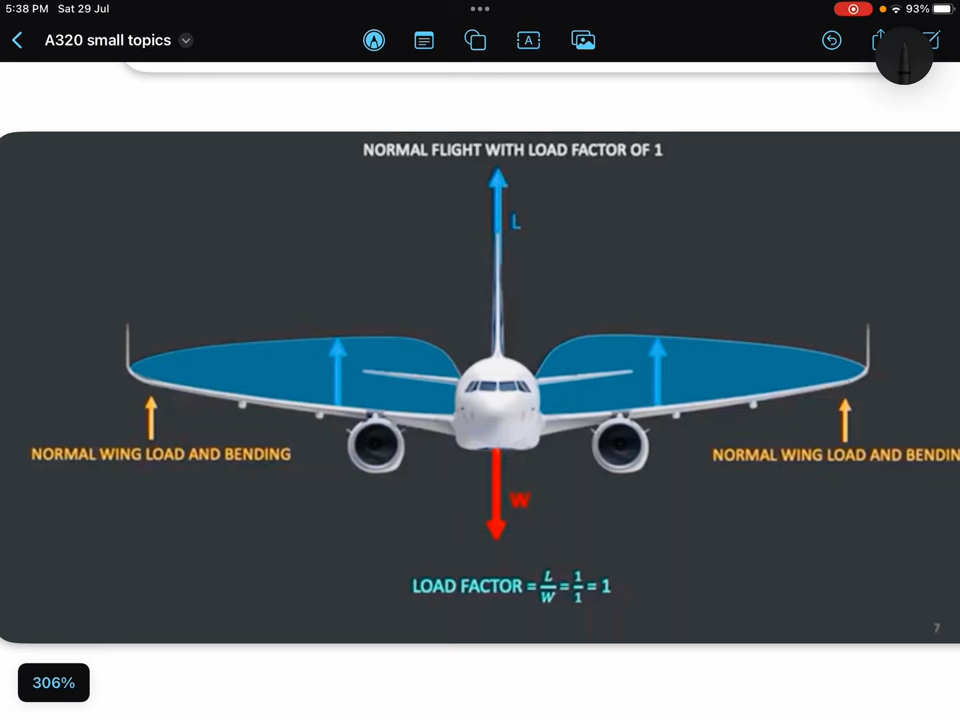 5:38 PM Sat 29 Jul
93%
A320 small topics
A
NORMAL FLIGHT WITH LOAD FACTOR OF 1
L
NORMAL WING LOAD AND BENDING
NORMAL WING LOAD AND BENDIN
W
LOAD FACTOR = L/W = 1/1 = 1
7
306%